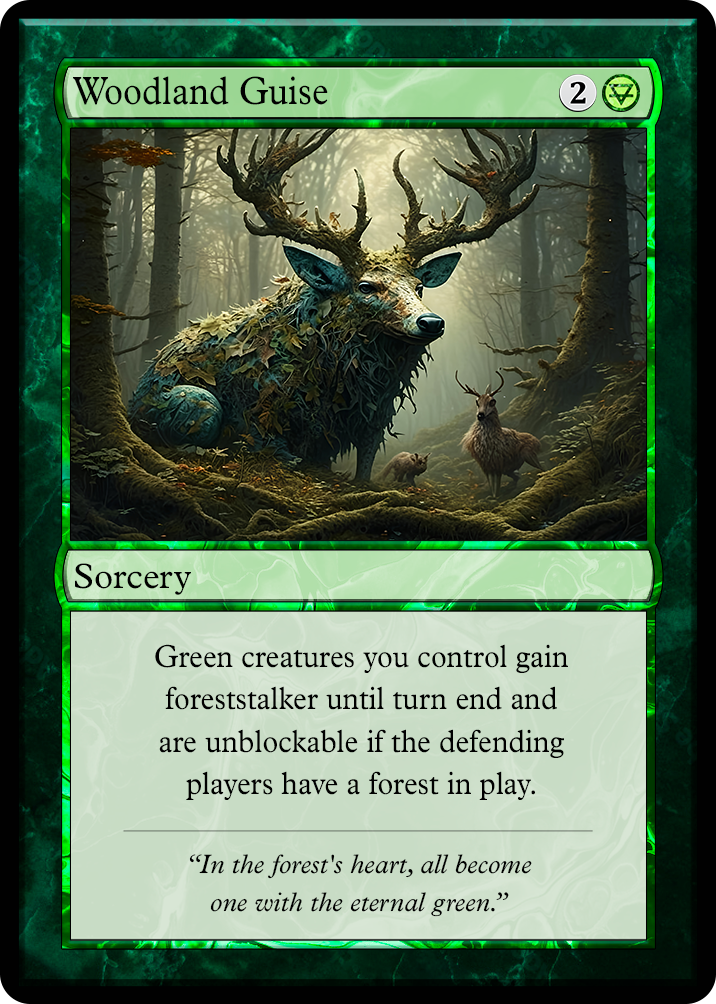 Woodland Guise 2
Sorcery
Green creatures you control gain
foreststalker until turn end and
are unblockable if the defending
players have a forest in play.
“In the forest's heart, all become
one with the eternal green.”